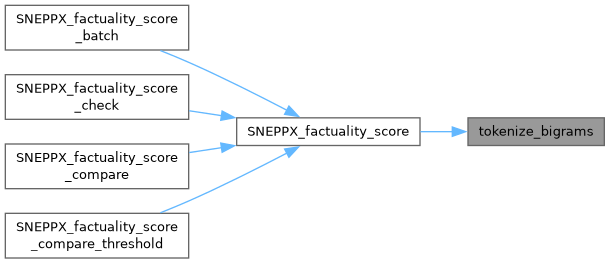 SNEPPX_factuality_score
_batch
SNEPPX_factuality_score
_check
SNEPPX_factuality_score
_compare
SNEPPX_factuality_score
_compare_threshold
SNEPPX_factuality_score
tokenize_bigrams